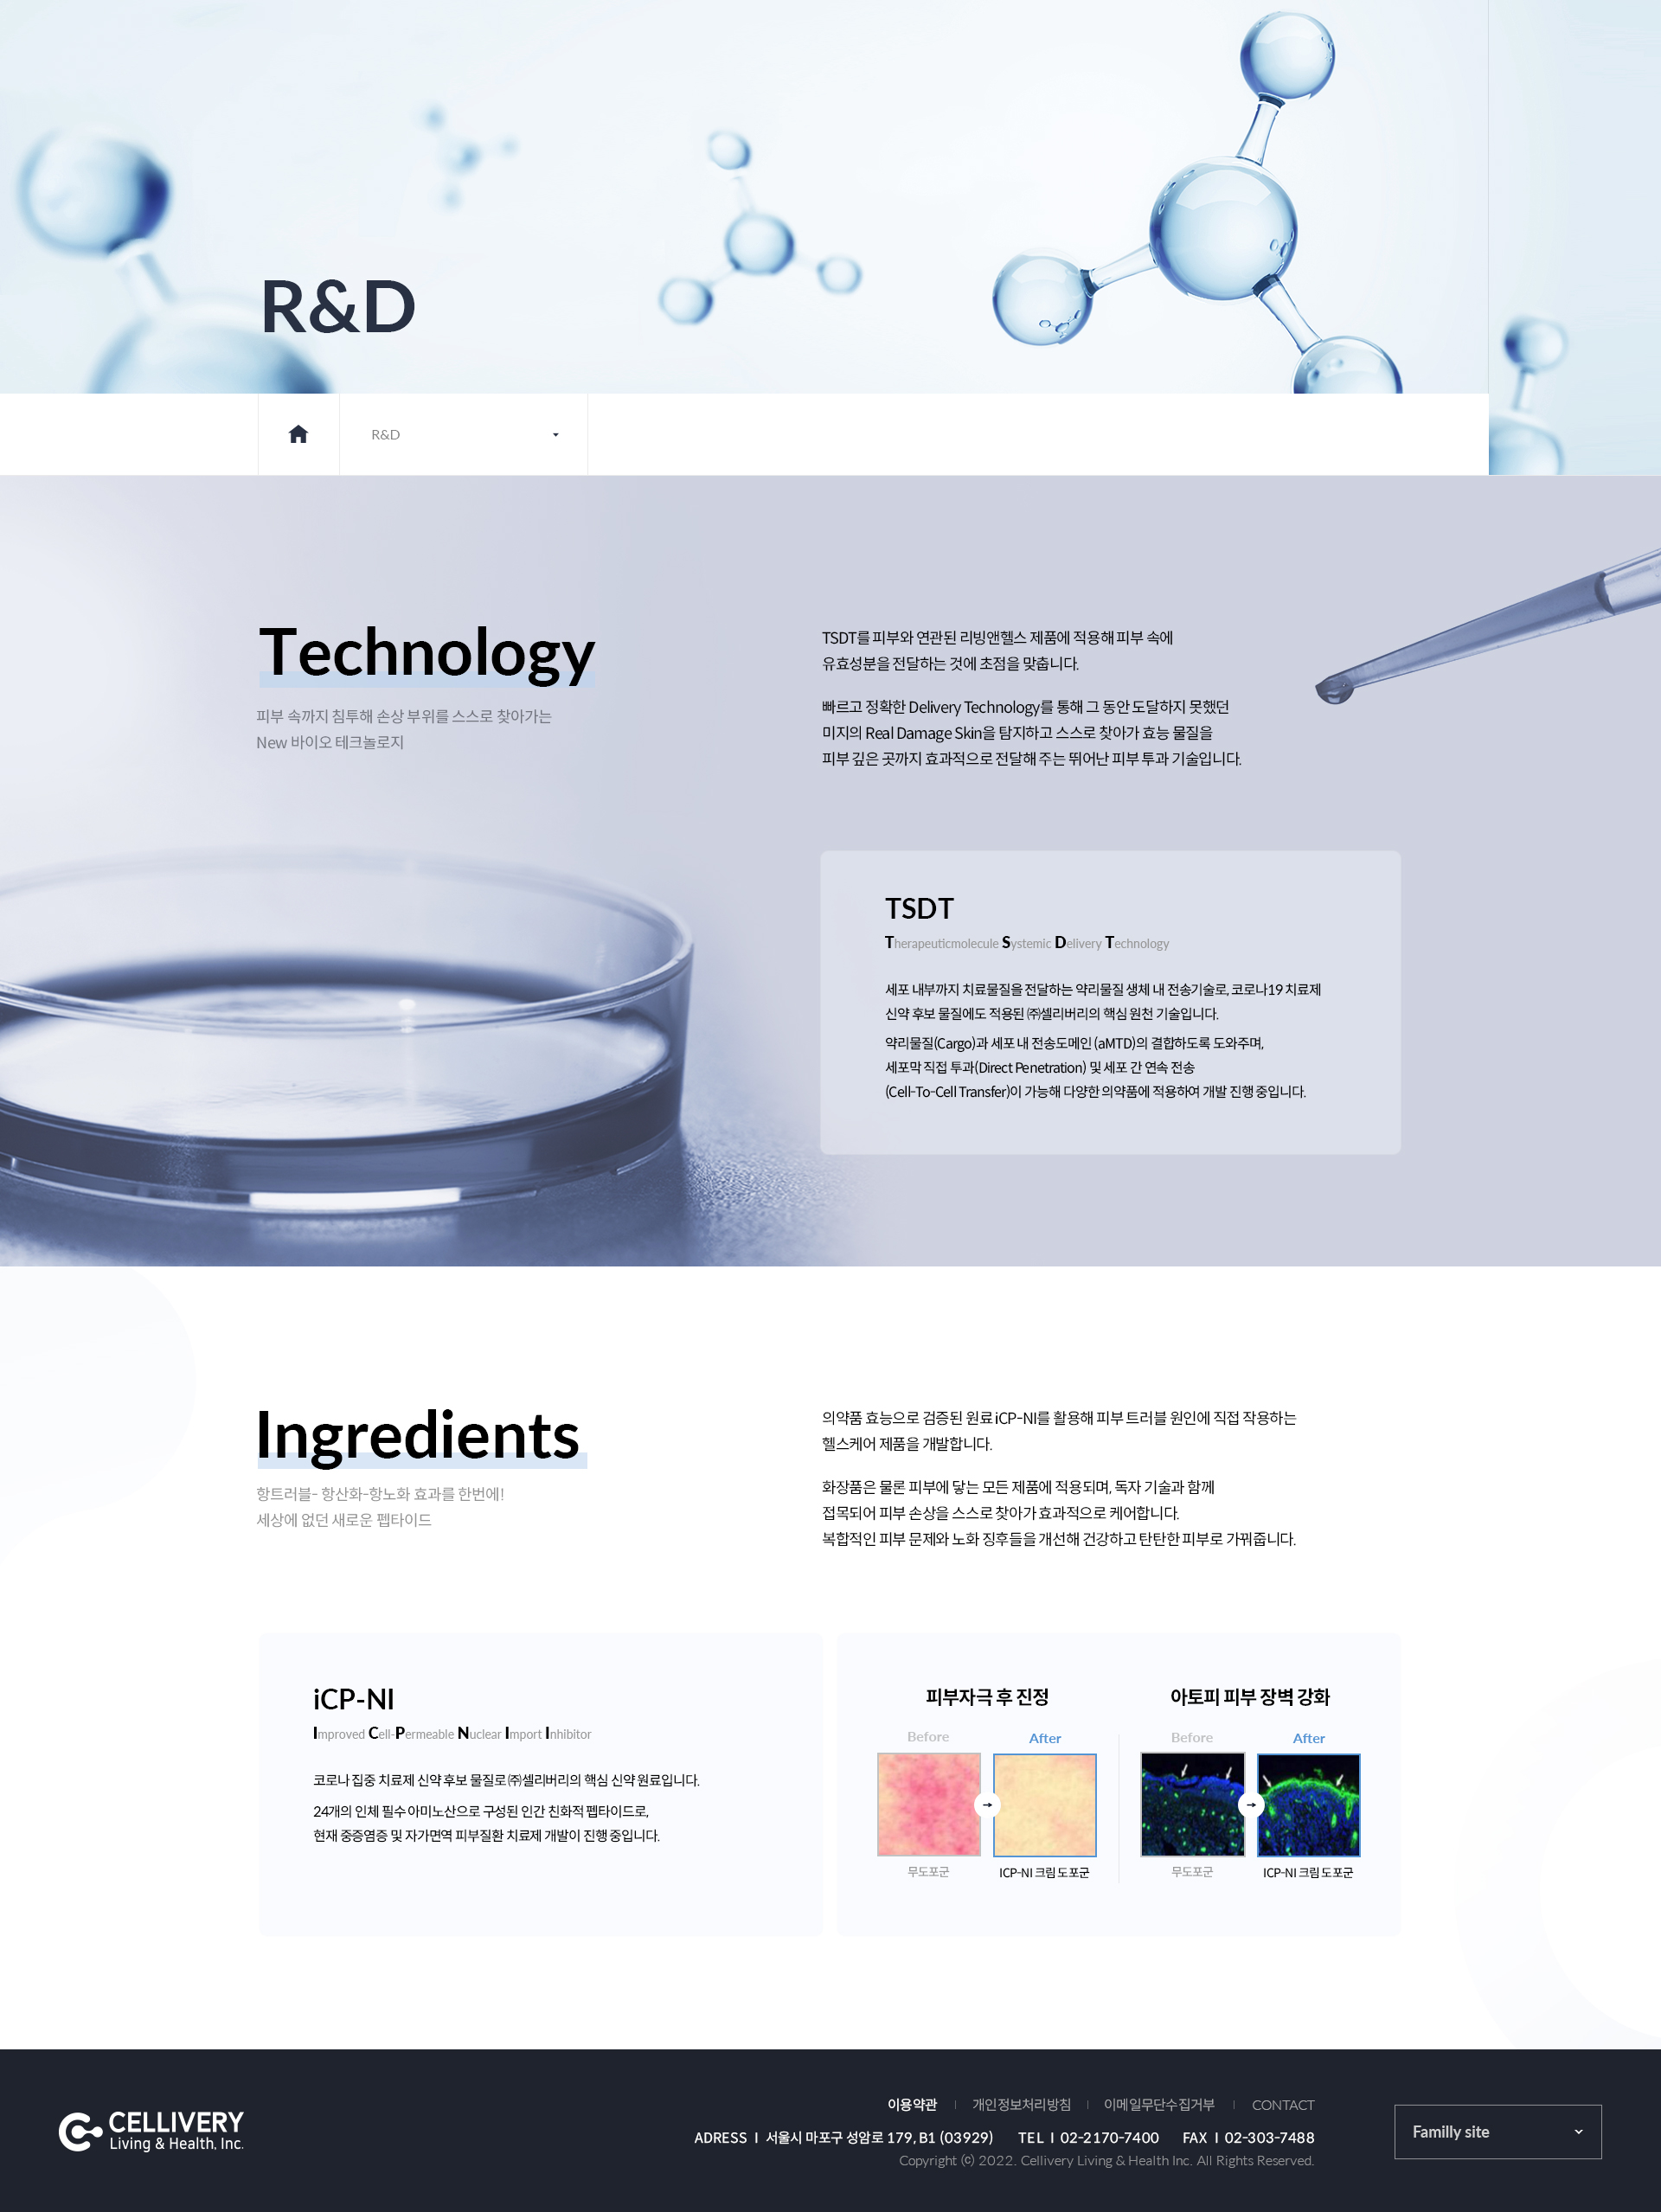 R&D
R&D
Technology
피부 속까지 침투해 손상 부위를 스스로 찾아가는
New 바이오 테크놀로지
TSDT를 피부와 연관된 리빙앤헬스 제품에 적용해 피부 속에
유효성분을 전달하는 것에 초점을 맞춥니다.
빠르고 정확한 Delivery Technology를 통해 그 동안 도달하지 못했던
미지의 Real Damage Skin을 탐지하고 스스로 찾아가 효능 물질을
피부 깊은 곳까지 효과적으로 전달해 주는 뛰어난 피부 투과 기술입니다.
TSDT
Therapeuticmolecule Systemic Delivery Technology
세포 내부까지 치료물질을 전달하는 약리물질 생체 내 전송기술로, 코로나19 치료제
신약 후보 물질에도 적용된 ㈜셀리버리의 핵심 원천 기술입니다.
약리물질(Cargo)과 세포 내 전송도메인 (aMTD)의 결합하도록 도와주며,
세포막 직접 투과(Direct Penetration) 및 세포 간 연속 전송
(Cell-To-Cell Transfer)이 가능해 다양한 의약품에 적용하여 개발 진행 중입니다.
Ingredients
항트러블- 항산화-항노화 효과를 한번에!
세상에 없던 새로운 펩타이드
의약품 효능으로 검증된 원료 iCP-NI를 활용해 피부 트러블 원인에 직접 작용하는
헬스케어 제품을 개발합니다.
화장품은 물론 피부에 닿는 모든 제품에 적용되며, 독자 기술과 함께
접목되어 피부 손상을 스스로 찾아가 효과적으로 케어합니다.
복합적인 피부 문제와 노화 징후들을 개선해 건강하고 탄탄한 피부로 가꿔줍니다.
iCP-NI
Improved Cell-Permeable Nuclear Import Inhibitor
코로나 집중 치료제 신약 후보 물질로 ㈜셀리버리의 핵심 신약 원료입니다.
24개의 인체 필수 아미노산으로 구성된 인간 친화적 펩타이드로,
현재 중증염증 및 자가면역 피부질환 치료제 개발이 진행 중입니다.
피부자극 후 진정
Before After
무도포군 ICP-NI 크림 도포군
아토피 피부 장벽 강화
Before After
무도포군 ICP-NI 크림 도포군
CELLIVERY
Living & Health, Inc.
이용약관 | 개인정보처리방침 | 이메일무단수집거부 | CONTACT
ADRESS | 서울시 마포구 성암로 179, B1 (03929) TEL | 02-2170-7400 FAX | 02-303-7488
Copyright ⓒ 2022. Cellivery Living & Health Inc. All Rights Reserved.
Familly site